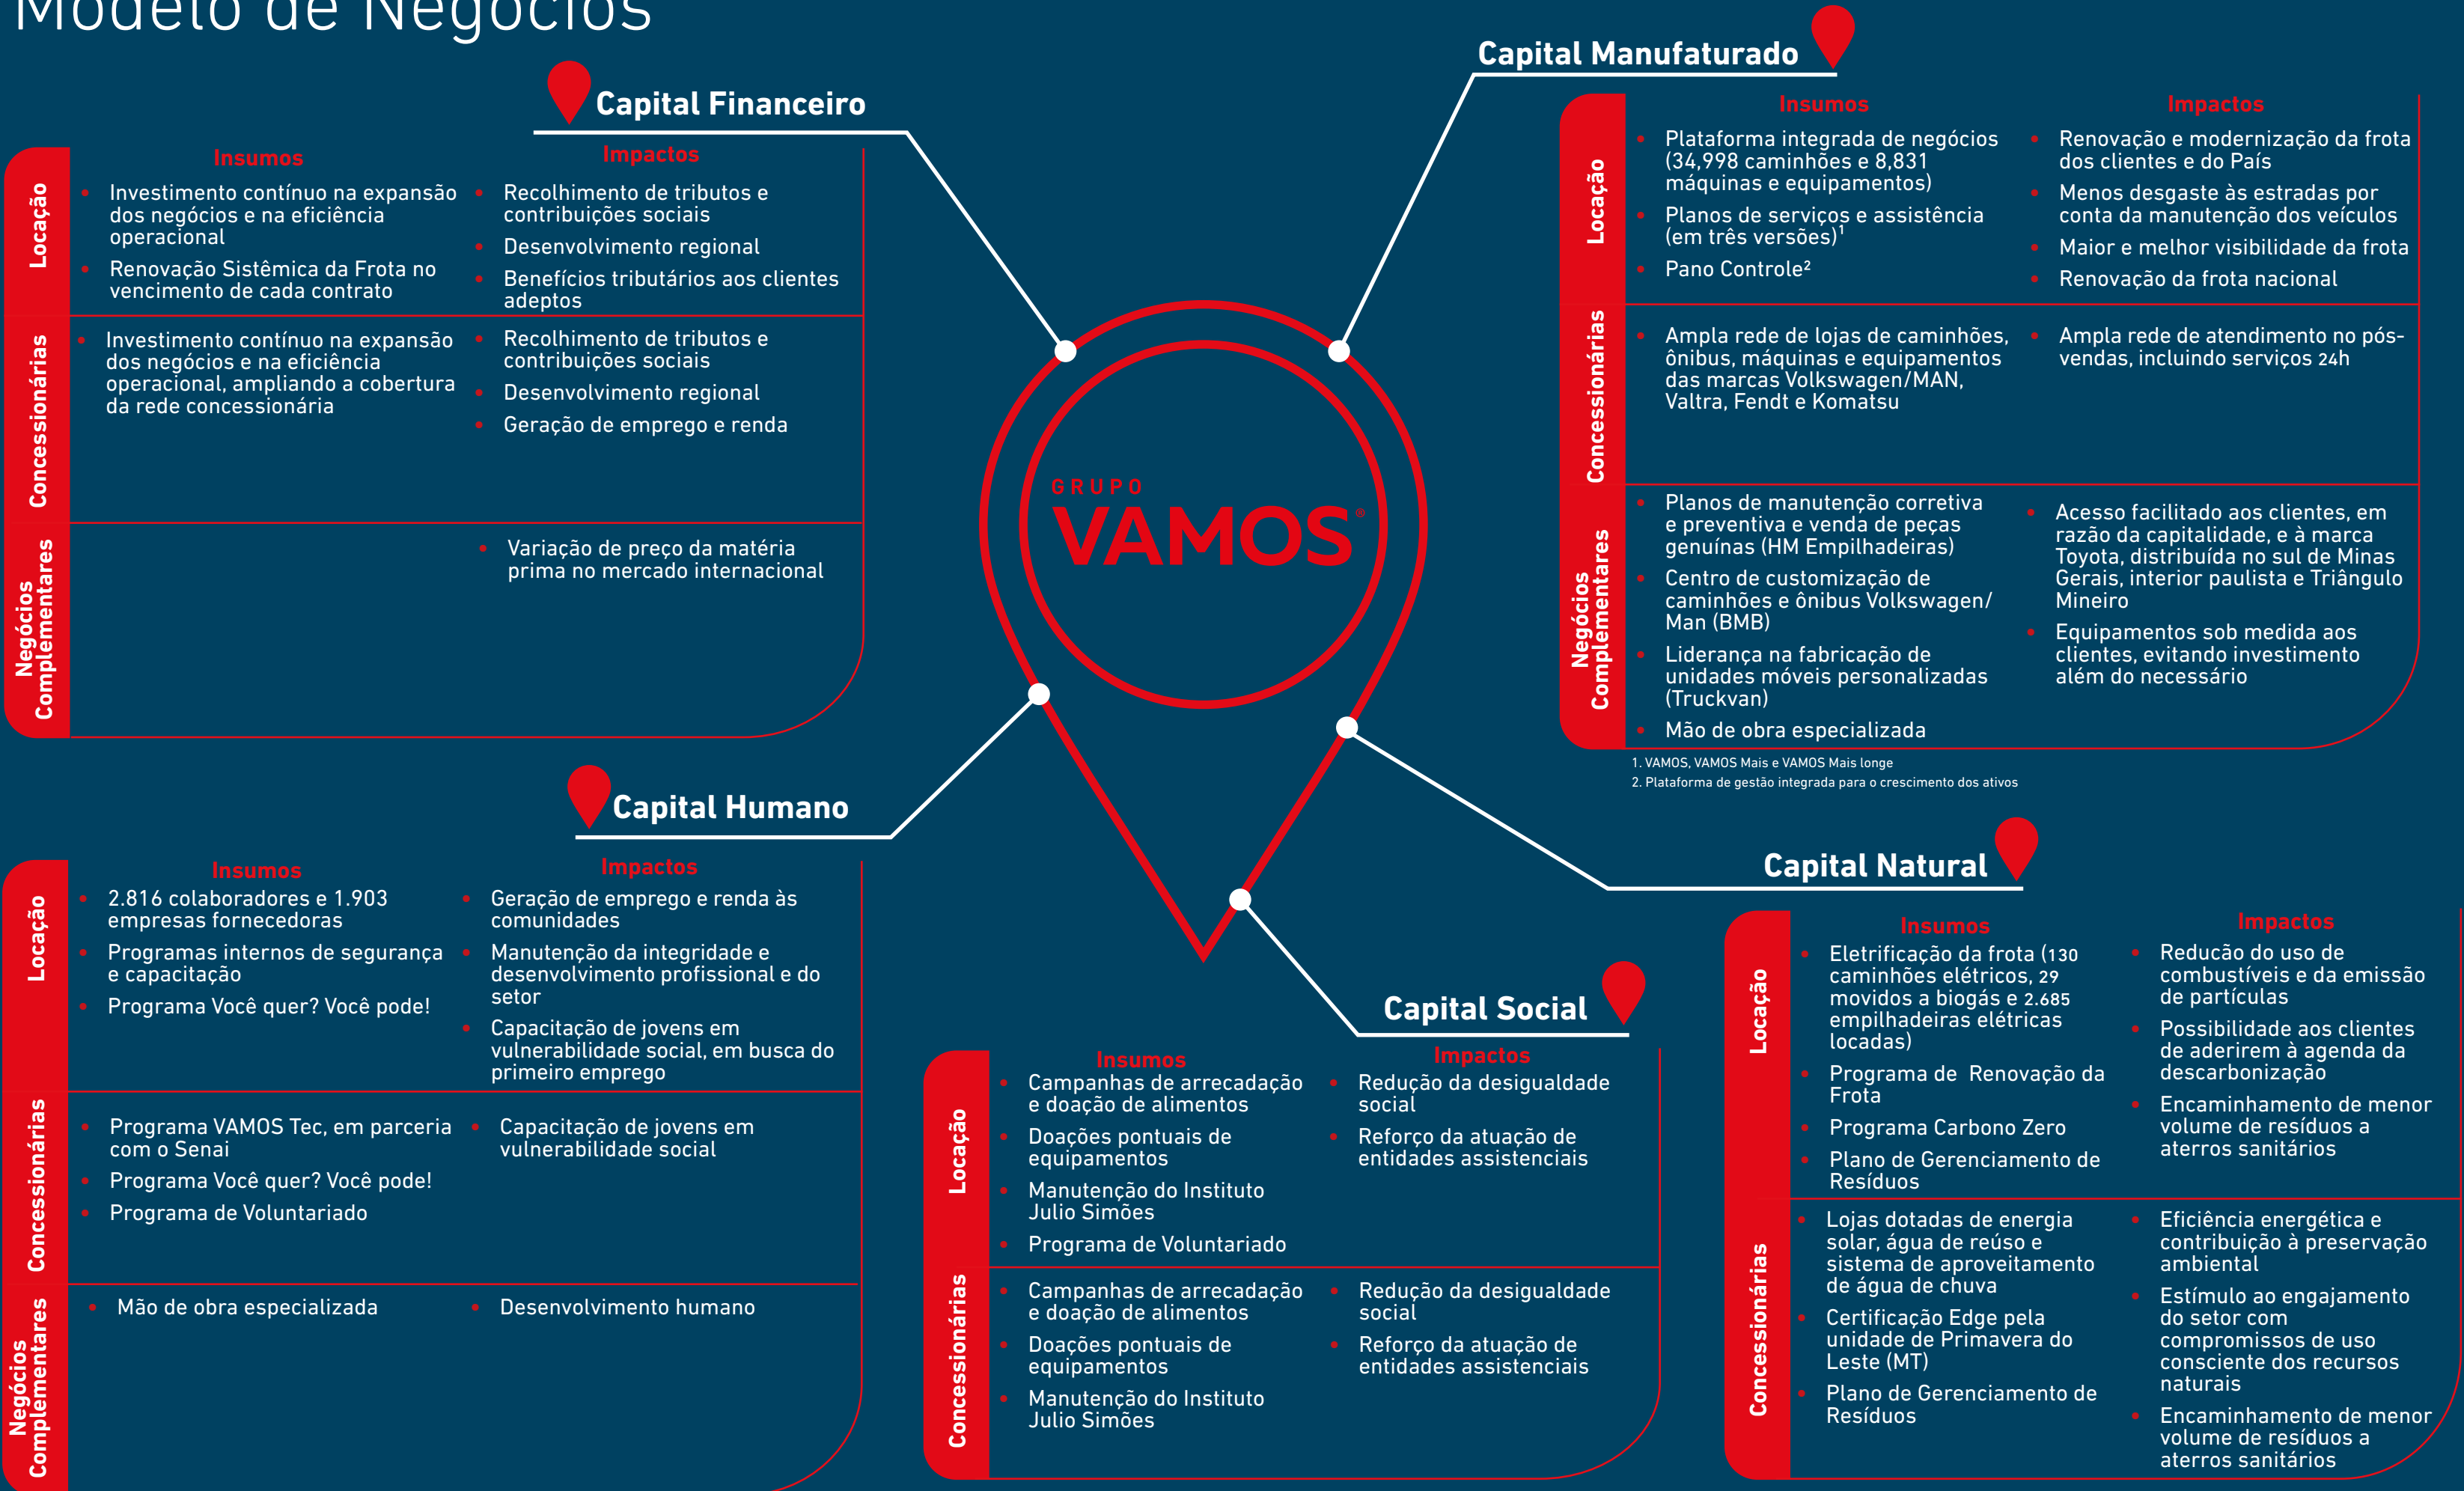 Modelo de Negócios
Capital Financeiro
Insumos
Impactos
Locação
• Investimento contínuo na expansão
dos negócios e na eficiência
operacional
• Renovação Sistêmica da Frota no
vencimento de cada contrato
• Recolhimento de tributos e
contribuições sociais
• Desenvolvimento regional
• Benefícios tributários aos clientes
adeptos
Concessionárias
• Investimento contínuo na expansão
dos negócios e na eficiência
operacional, ampliando a cobertura
da rede concessionária
• Recolhimento de tributos e
contribuições sociais
• Desenvolvimento regional
• Geração de emprego e renda
Negócios
Complementares
• Variação de preço da matéria
prima no mercado internacional
Capital Manufaturado
Insumos
Impactos
Locação
• Plataforma integrada de negócios
(34,998 caminhões e 8,831
máquinas e equipamentos)
• Planos de serviços e assistência
(em três versões)¹
• Pano Controle²
• Renovação e modernização da frota
dos clientes e do País
• Menos desgaste às estradas por
conta da manutenção dos veículos
• Maior e melhor visibilidade da frota
• Renovação da frota nacional
Concessionárias
• Ampla rede de lojas de caminhões,
ônibus, máquinas e equipamentos
das marcas Volkswagen/MAN,
Valtra, Fendt e Komatsu
• Ampla rede de atendimento no pós-
vendas, incluindo serviços 24h
Negócios
Complementares
• Planos de manutenção corretiva
e preventiva e venda de peças
genuínas (HM Empilhadeiras)
• Centro de customização de
caminhões e ônibus Volkswagen/
Man (BMB)
• Liderança na fabricação de
unidades móveis personalizadas
(Truckvan)
• Mão de obra especializada
• Acesso facilitado aos clientes, em
razão da capitalidade, e à marca
Toyota, distribuída no sul de Minas
Gerais, interior paulista e Triângulo
Mineiro
• Equipamentos sob medida aos
clientes, evitando investimento
além do necessário
1. VAMOS, VAMOS Mais e VAMOS Mais longe
2. Plataforma de gestão integrada para o crescimento dos ativos
GRUPO
VAMOS®
Capital Humano
Insumos
Impactos
Locação
• 2.816 colaboradores e 1.903
empresas fornecedoras
• Programas internos de segurança
e capacitação
• Programa Você quer? Você pode!
• Geração de emprego e renda às
comunidades
• Manutenção da integridade e
desenvolvimento profissional e do
setor
• Capacitação de jovens em
vulnerabilidade social, em busca do
primeiro emprego
Concessionárias
• Programa VAMOS Tec, em parceria
com o Senai
• Programa Você quer? Você pode!
• Programa de Voluntariado
• Capacitação de jovens em
vulnerabilidade social
Negócios
Complementares
• Mão de obra especializada
• Desenvolvimento humano
Capital Social
Insumos
Impactos
Locação
• Campanhas de arrecadação
e doação de alimentos
• Doações pontuais de
equipamentos
• Manutenção do Instituto
Julio Simões
• Programa de Voluntariado
• Redução da desigualdade
social
• Reforço da atuação de
entidades assistenciais
Concessionárias
• Campanhas de arrecadação
e doação de alimentos
• Doações pontuais de
equipamentos
• Manutenção do Instituto
Julio Simões
• Redução da desigualdade
social
• Reforço da atuação de
entidades assistenciais
Capital Natural
Insumos
Impactos
Locação
• Eletrificação da frota (130
caminhões elétricos, 29
movidos a biogás e 2.685
empilhadeiras elétricas
locadas)
• Programa de Renovação da
Frota
• Programa Carbono Zero
• Plano de Gerenciamento de
Resíduos
• Reducão do uso de
combustíveis e da emissão
de partículas
• Possibilidade aos clientes
de aderirem à agenda da
descarbonização
• Encaminhamento de menor
volume de resíduos a
aterros sanitários
Concessionárias
• Lojas dotadas de energia
solar, água de reúso e
sistema de aproveitamento
de água de chuva
• Certificação Edge pela
unidade de Primavera do
Leste (MT)
• Plano de Gerenciamento de
Resíduos
• Eficiência energética e
contribuição à preservação
ambiental
• Estímulo ao engajamento
do setor com
compromissos de uso
consciente dos recursos
naturais
• Encaminhamento de menor
volume de resíduos a
aterros sanitários